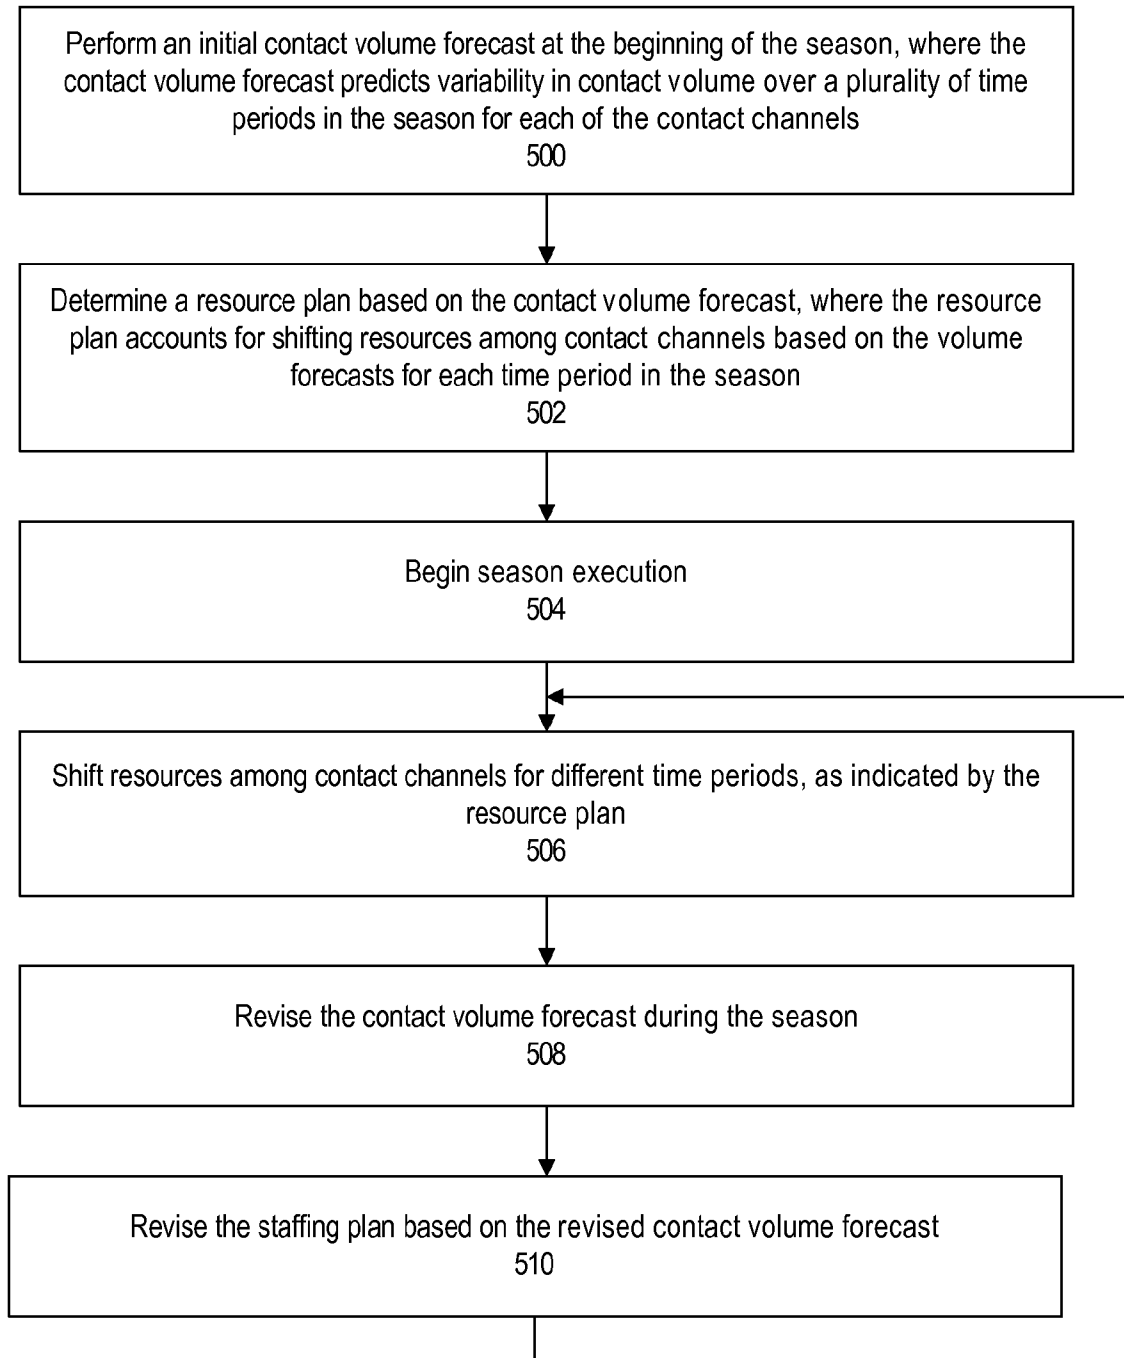 Perform an initial contact volume forecast at the beginning of the season, where the
contact volume forecast predicts variability in contact volume over a plurality of time
periods in the season for each of the contact channels
500
Determine a resource plan based on the contact volume forecast, where the resource
plan accounts for shifting resources among contact channels based on the volume
forecasts for each time period in the season
502
Begin season execution
504
Shift resources among contact channels for different time periods, as indicated by the
resource plan
506
Revise the contact volume forecast during the season
508
Revise the staffing plan based on the revised contact volume forecast
510